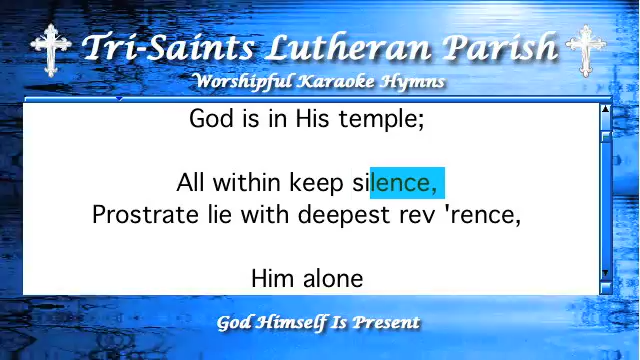 Tri-Saints Lutheran Parish
Worshipful Karaoke Hymns
God is in His temple;
All within keep silence,
Prostrate lie with deepest rev 'rence,
Him alone
God Himself Is Present